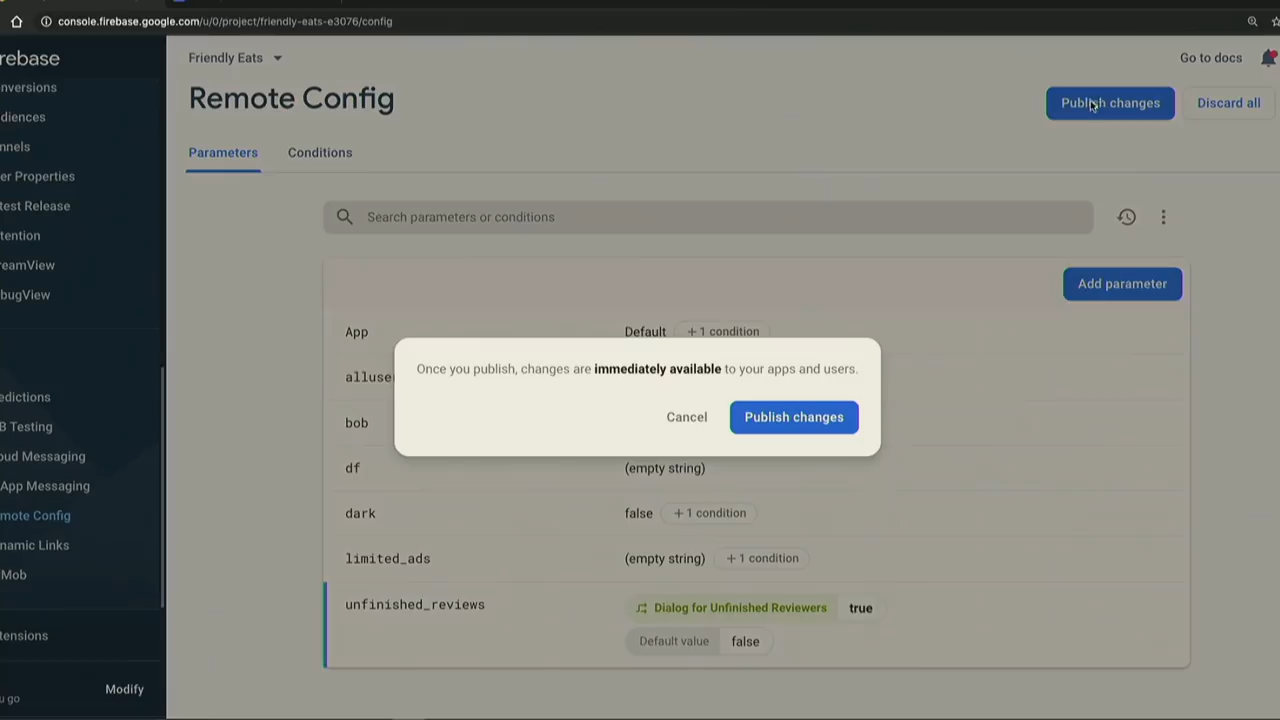 console.firebase.google.com/u/0/project/friendly-eats-e3076/config
rebase
Friendly Eats
Go to docs
nversions
Remote Config
Publish changes
Discard all
diences
nnels
Parameters
Conditions
er Properties
test Release
Search parameters or conditions
tention
reamView
bugView
Add parameter
App
Default
+ 1 condition
Once you publish, changes are immediately available to your apps and users.
alluse
edictions
Cancel
Publish changes
bob
B Testing
oud Messaging
df
(empty string)
App Messaging
mote Config
dark
false
+ 1 condition
namic Links
limited_ads
(empty string)
+ 1 condition
Mob
unfinished_reviews
Dialog for Unfinished Reviewers
true
tensions
Default value
false
Modify
u go